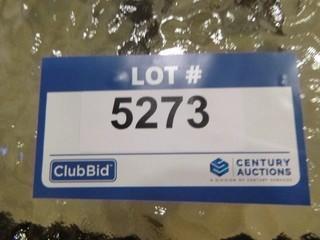 LOT #
5273
ClubBid
CENTURY
AUCTIONS
A DIVISION OF CENTURY SERVICES